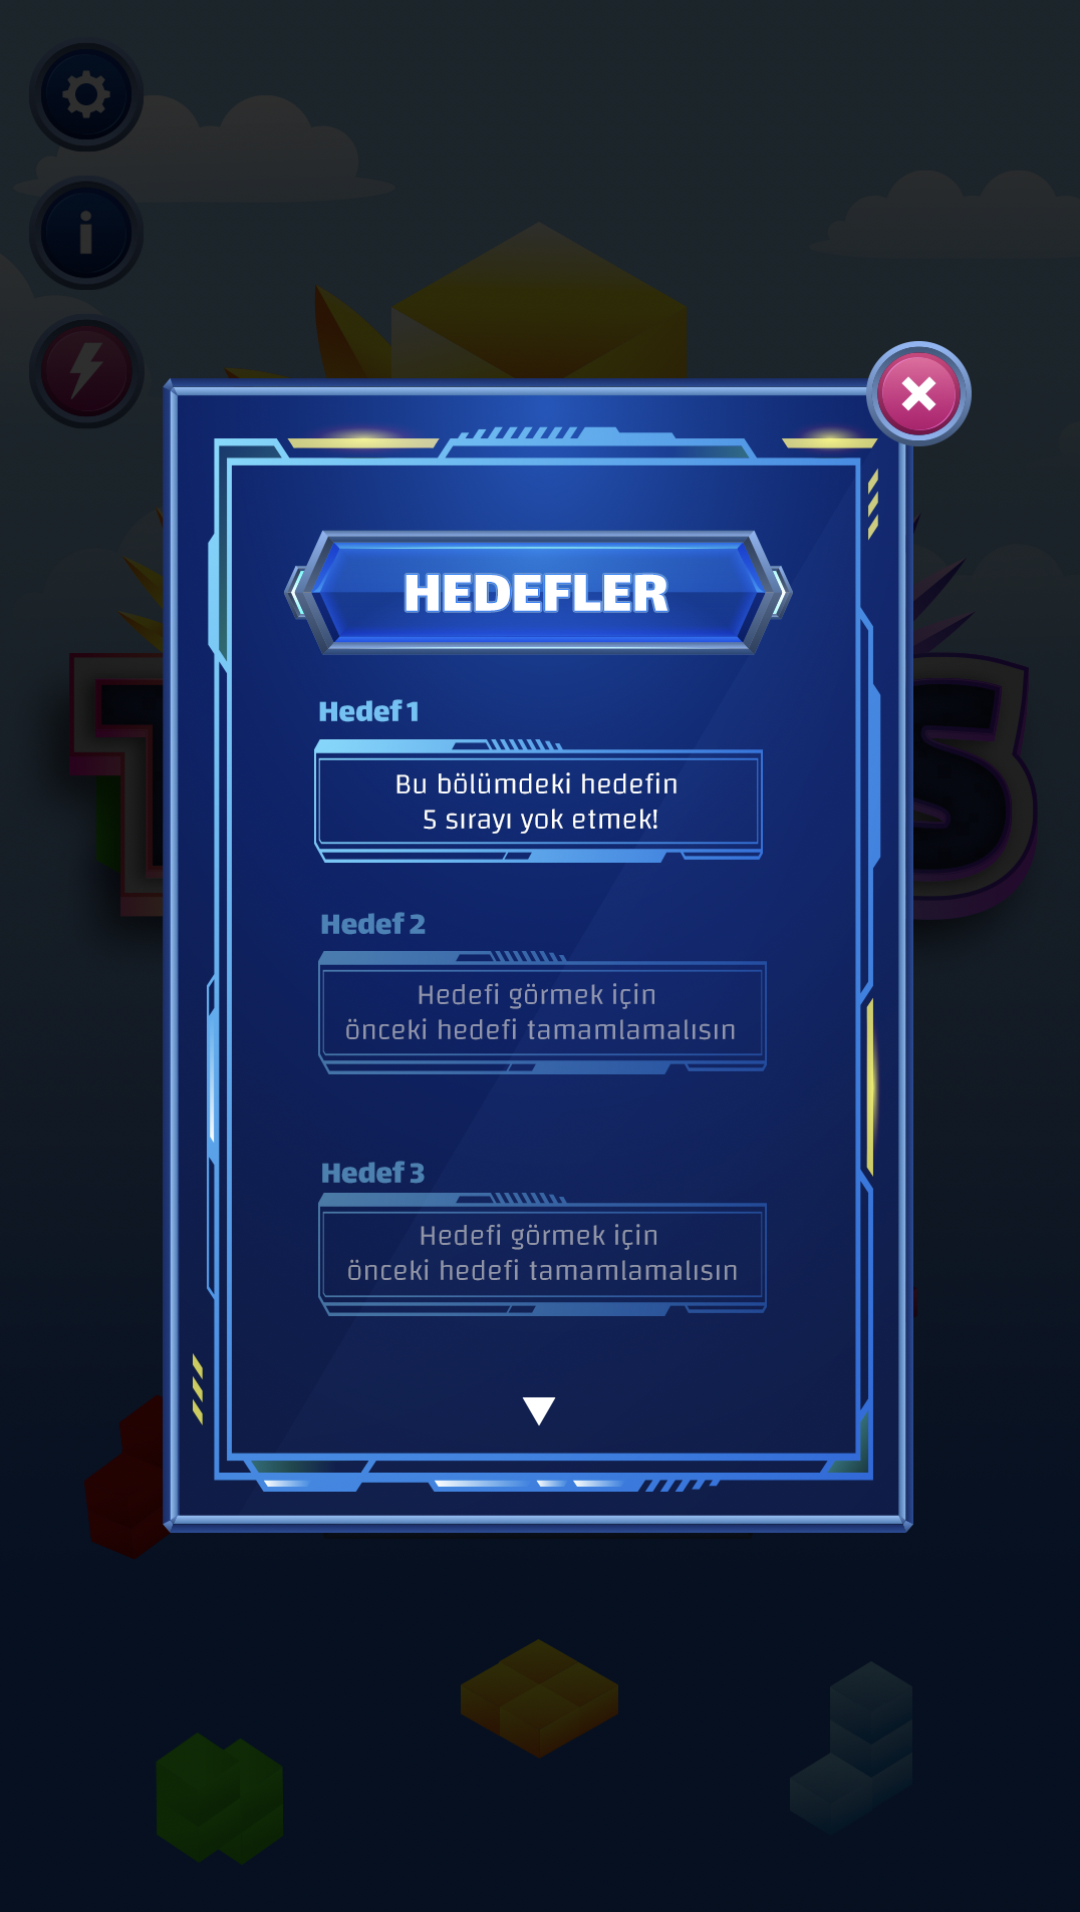 HEDEFLER
Hedef 1
Bu bölümdeki hedefin
5 sırayı yok etmek!
Hedef 2
Hedefi görmek için
önceki hedefi tamamlamalısın
Hedef 3
Hedefi görmek için
önceki hedefi tamamlamalısın